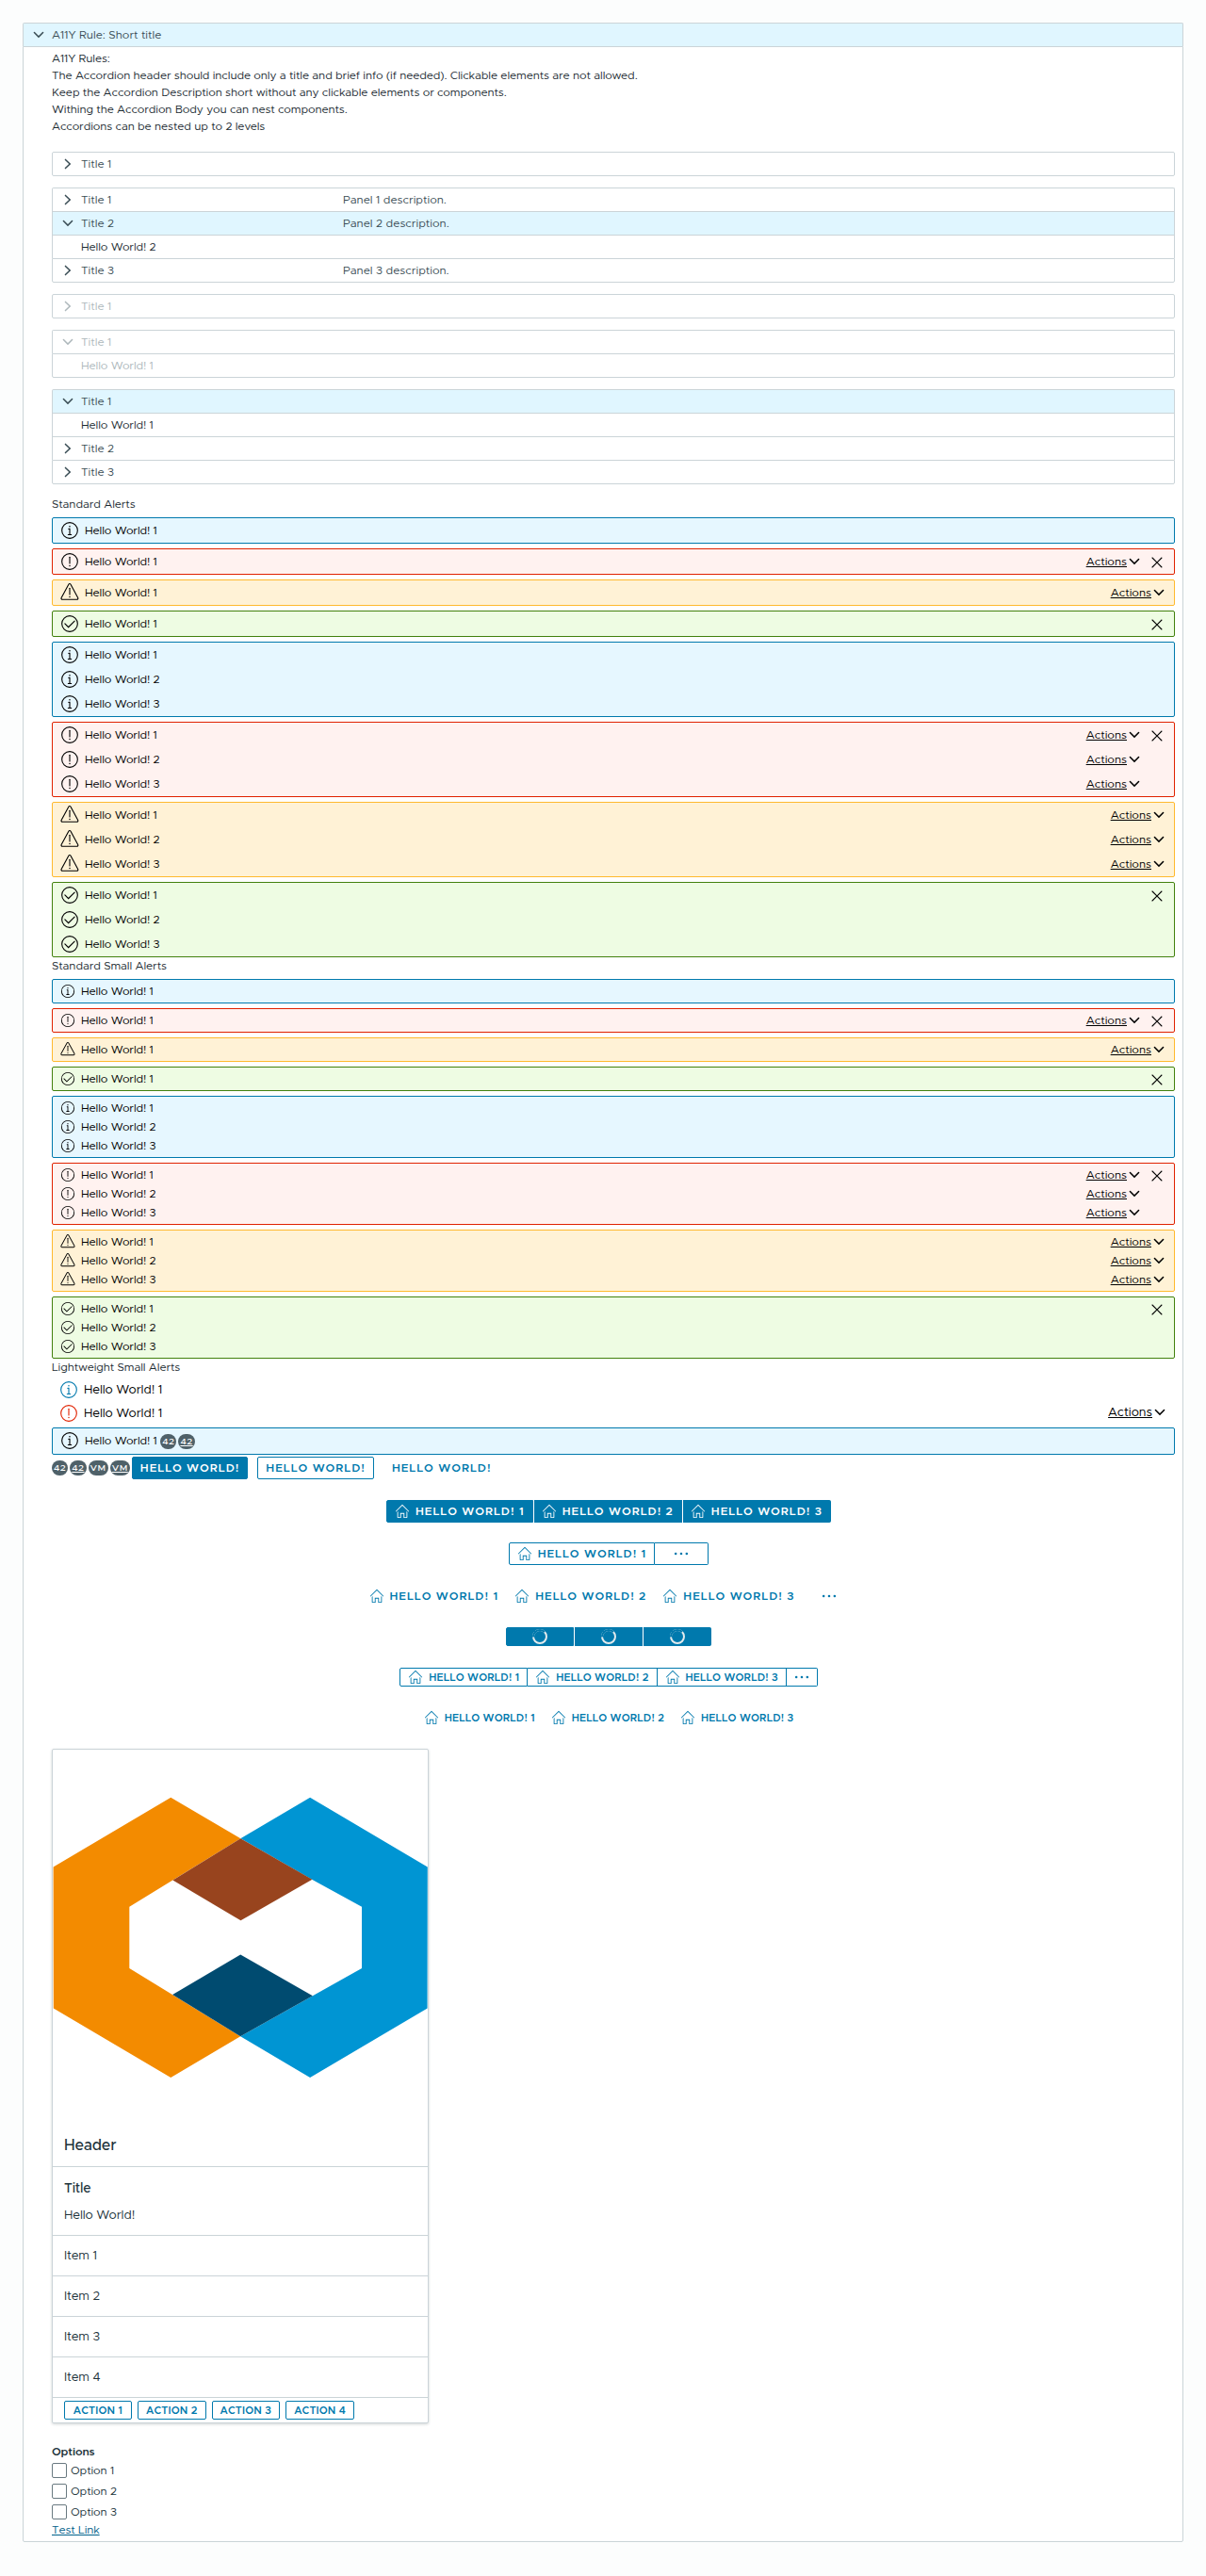 A11Y Rule: Short title
A11Y Rules:
The Accordion header should include only a title and brief info (if needed). Clickable elements are not allowed.
Keep the Accordion Description short without any clickable elements or components.
Withing the Accordion Body you can nest components.
Accordions can be nested up to 2 levels
Title 1
Title 1 Panel 1 description.
Title 2 Panel 2 description.
Hello World! 2
Title 3 Panel 3 description.
Title 1
Title 1
Hello World! 1
Title 1
Hello World! 1
Title 2
Title 3
Standard Alerts
Hello World! 1
Hello World! 1 Actions
Hello World! 1 Actions
Hello World! 1
Hello World! 1
Hello World! 2
Hello World! 3
Hello World! 1 Actions
Hello World! 2 Actions
Hello World! 3 Actions
Hello World! 1 Actions
Hello World! 2 Actions
Hello World! 3 Actions
Hello World! 1
Hello World! 2
Hello World! 3
Standard Small Alerts
Hello World! 1
Hello World! 1 Actions
Hello World! 1 Actions
Hello World! 1
Hello World! 1
Hello World! 2
Hello World! 3
Hello World! 1 Actions
Hello World! 2 Actions
Hello World! 3 Actions
Hello World! 1 Actions
Hello World! 2 Actions
Hello World! 3 Actions
Hello World! 1
Hello World! 2
Hello World! 3
Lightweight Small Alerts
Hello World! 1
Hello World! 1 Actions
Hello World! 1 42 42
42 42 VM VM HELLO WORLD! HELLO WORLD! HELLO WORLD!
HELLO WORLD! 1 HELLO WORLD! 2 HELLO WORLD! 3
HELLO WORLD! 1 ...
HELLO WORLD! 1 HELLO WORLD! 2 HELLO WORLD! 3 ...
HELLO WORLD! 1 HELLO WORLD! 2 HELLO WORLD! 3 ...
HELLO WORLD! 1 HELLO WORLD! 2 HELLO WORLD! 3
Header
Title
Hello World!
Item 1
Item 2
Item 3
Item 4
ACTION 1 ACTION 2 ACTION 3 ACTION 4
Options
Option 1
Option 2
Option 3
Test Link